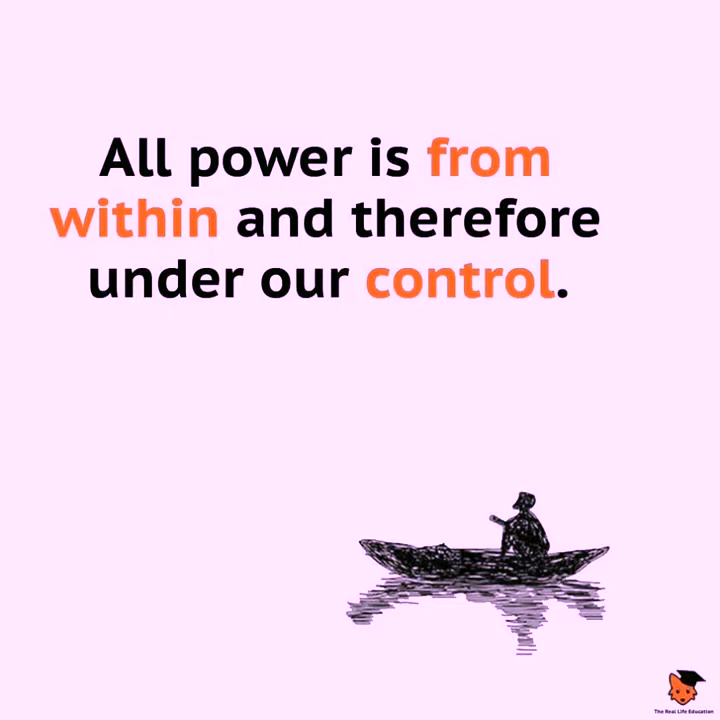 All power is from
within and therefore
under our control.
The Real Life Education